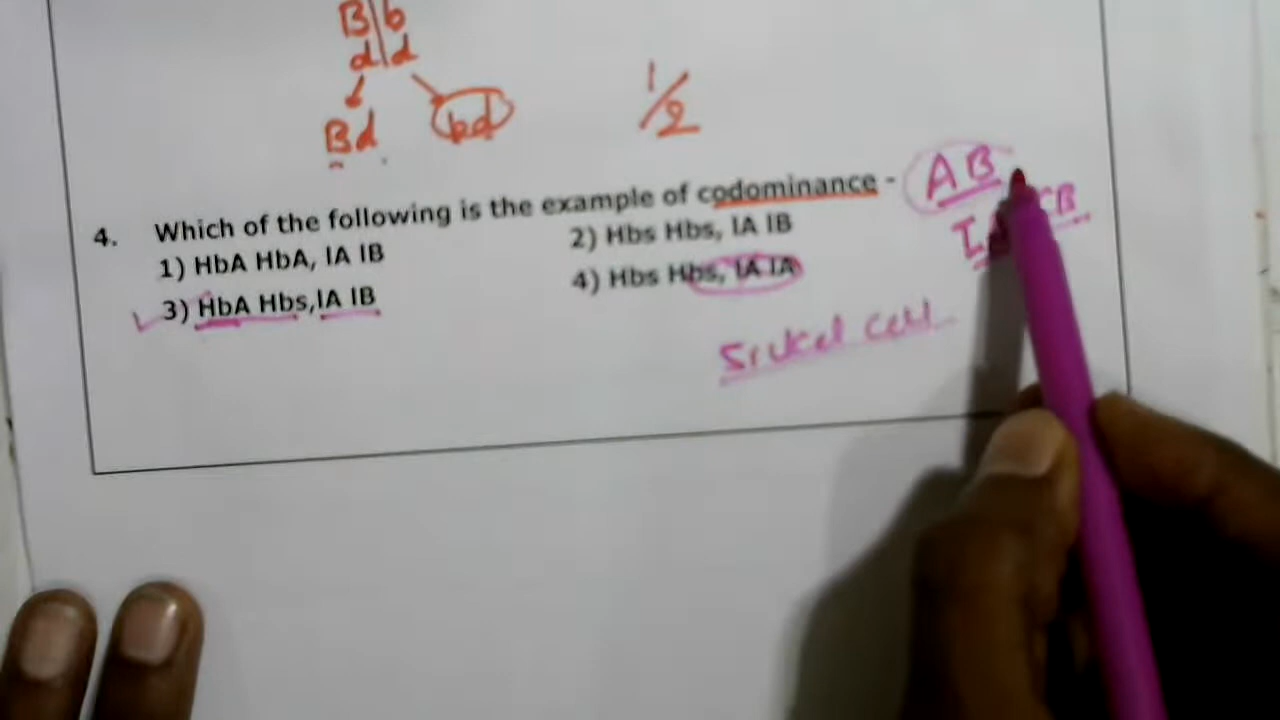 B b
d d
Bd bd
1/2
4. Which of the following is the example of codominance - AB
1) HbA HbA, IA IB 2) Hbs Hbs, IA IB
3) HbA Hbs,IA IB 4) Hbs Hbs, IA IA
Sickel Cell